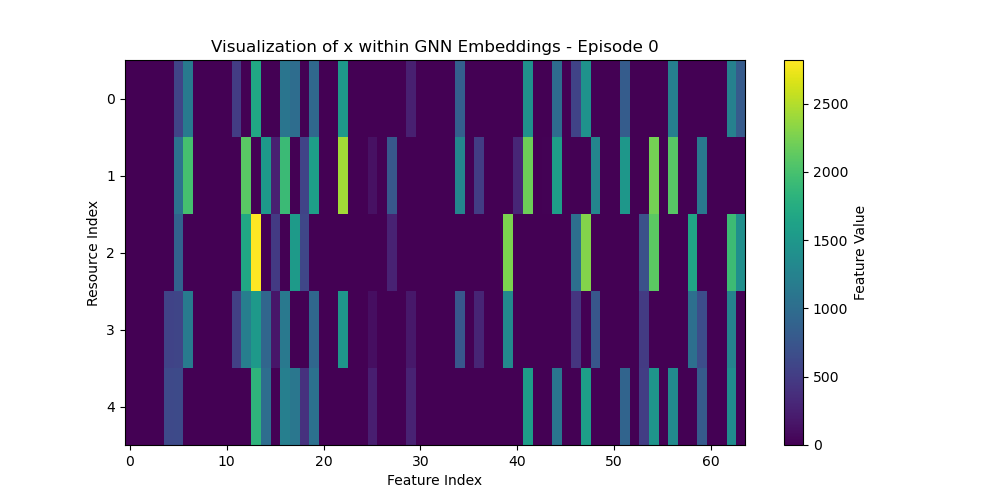 Visualization of x within GNN Embeddings - Episode 0
Resource Index
0
1
2
3
4
0 10 20 30 40 50 60
Feature Index
2500
2000
1500
1000
500
0
Feature Value